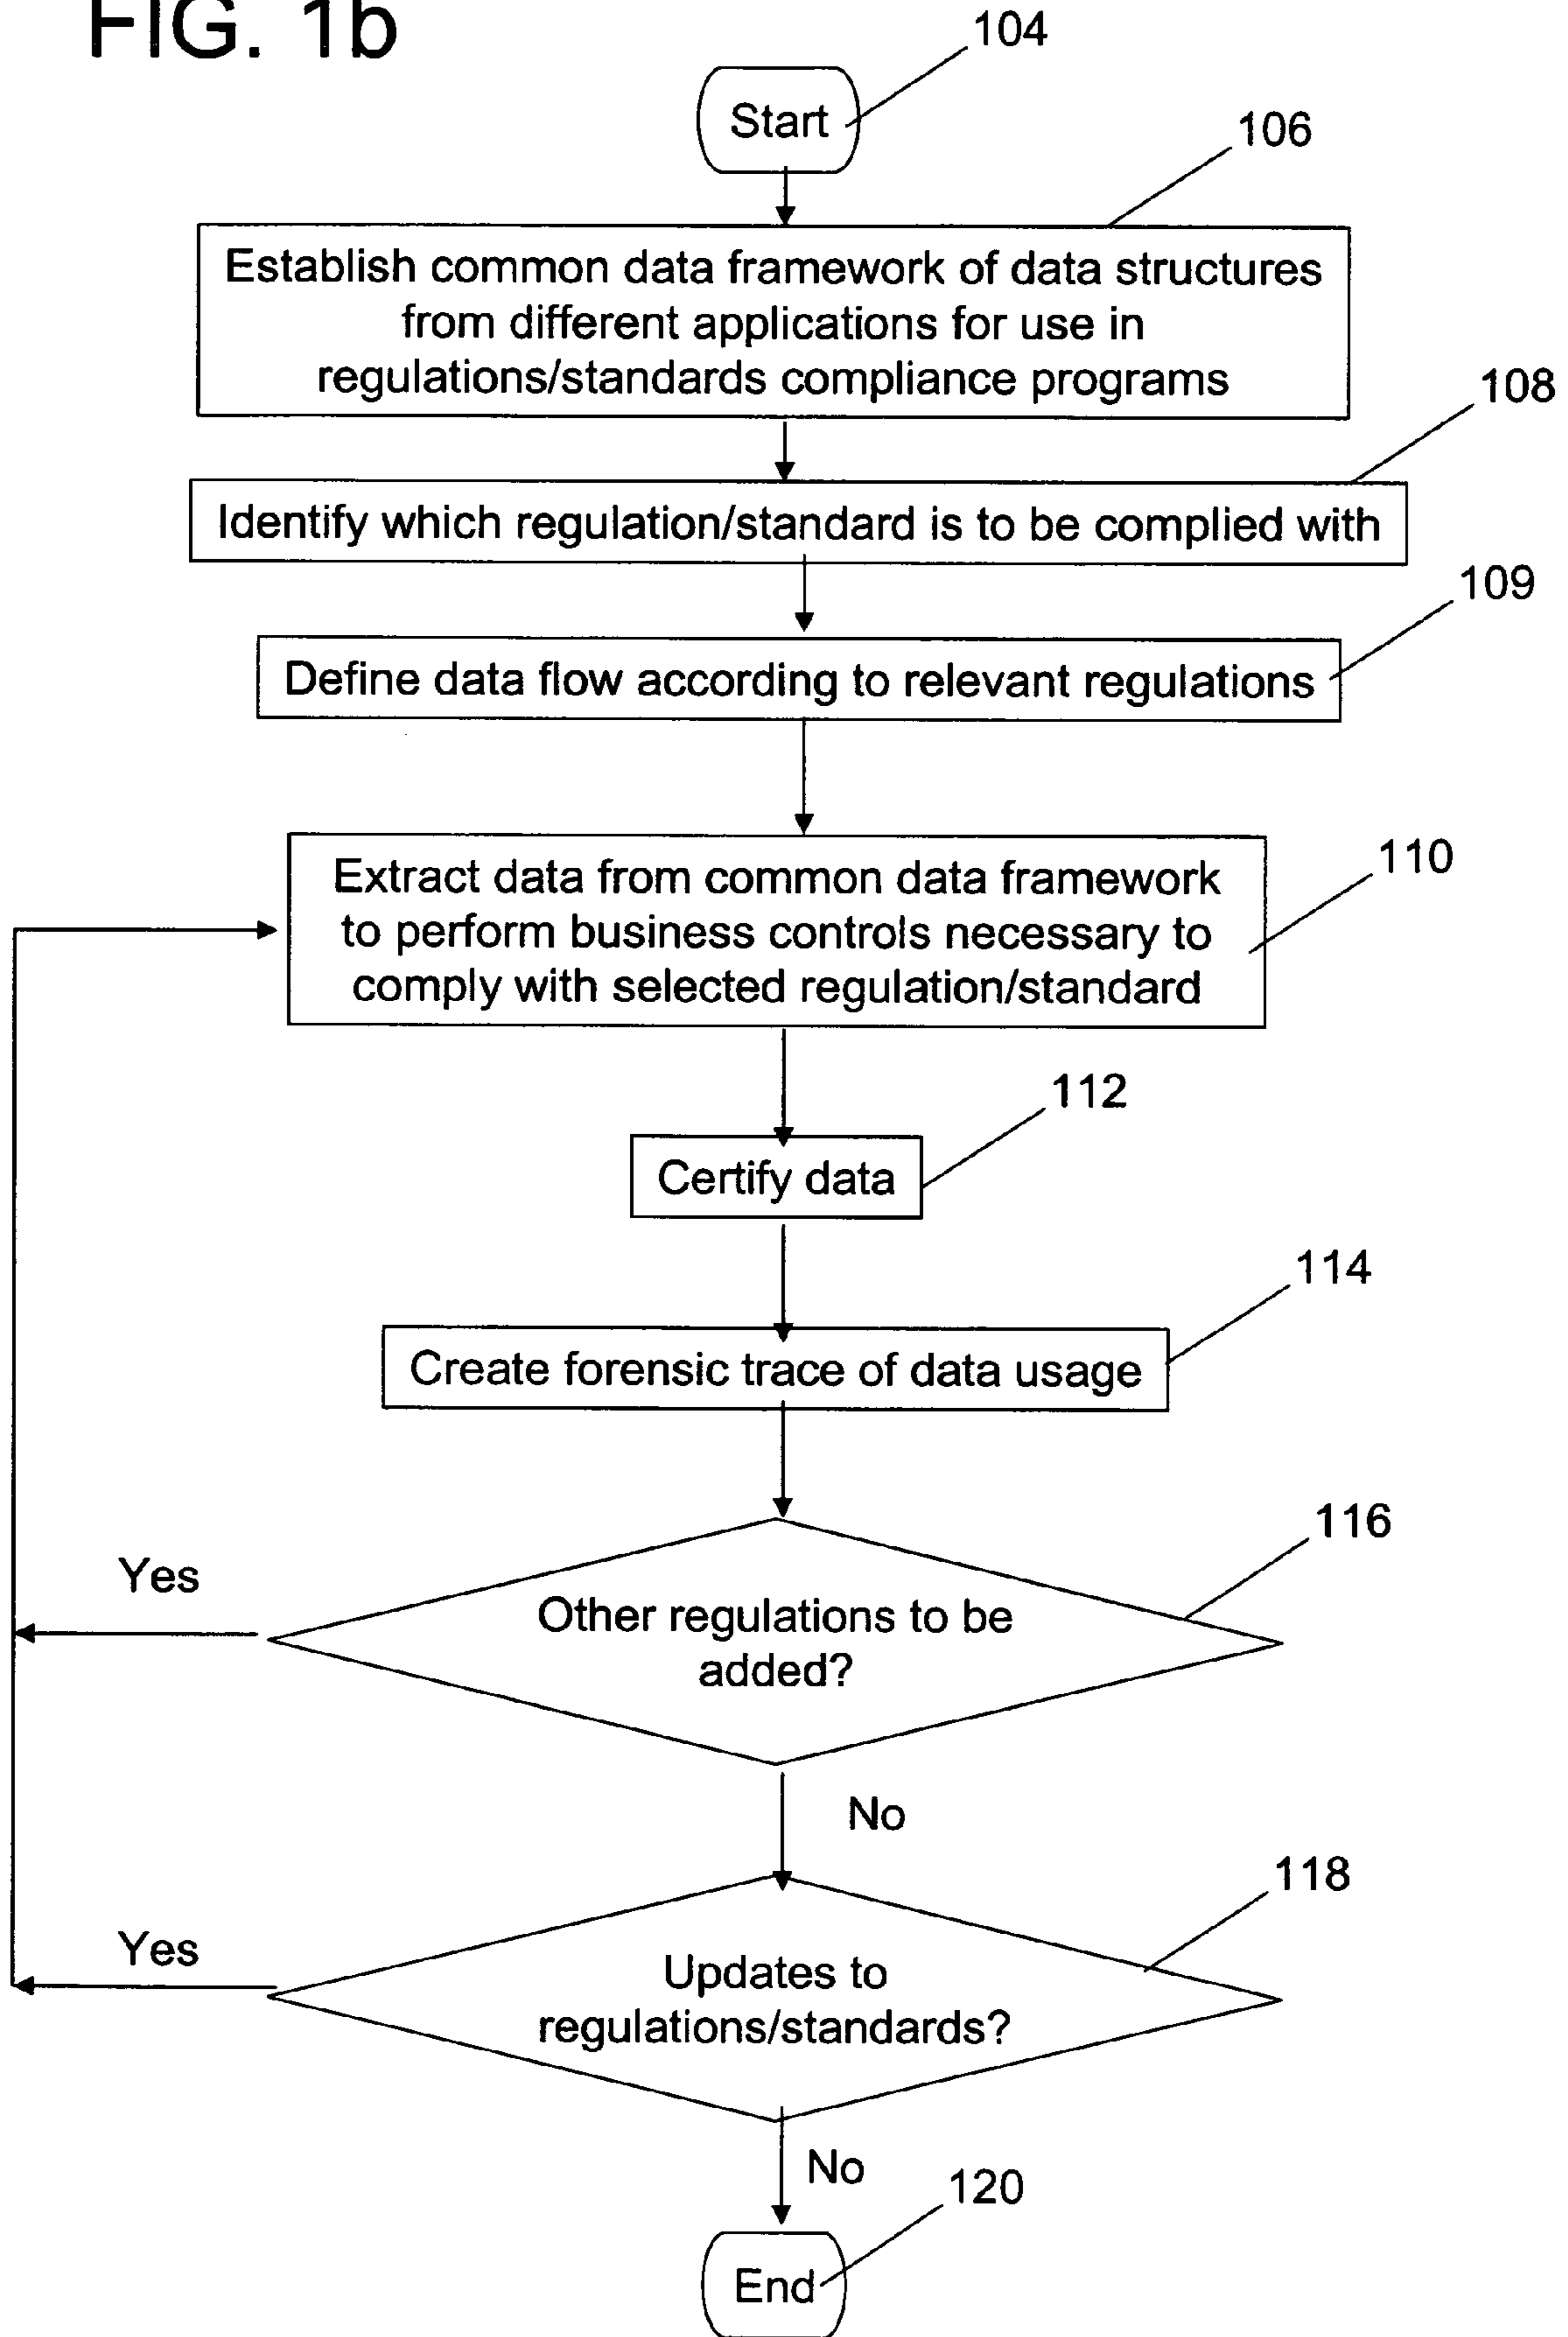 FIG. 1b
104
Start
106
Establish common data framework of data structures
from different applications for use in
regulations/standards compliance programs
108
Identify which regulation/standard is to be complied with
109
Define data flow according to relevant regulations
110
Extract data from common data framework
to perform business controls necessary to
comply with selected regulation/standard
112
Certify data
114
Create forensic trace of data usage
116
Yes
Other regulations to be
added?
No
118
Yes
Updates to
regulations/standards?
No
120
End